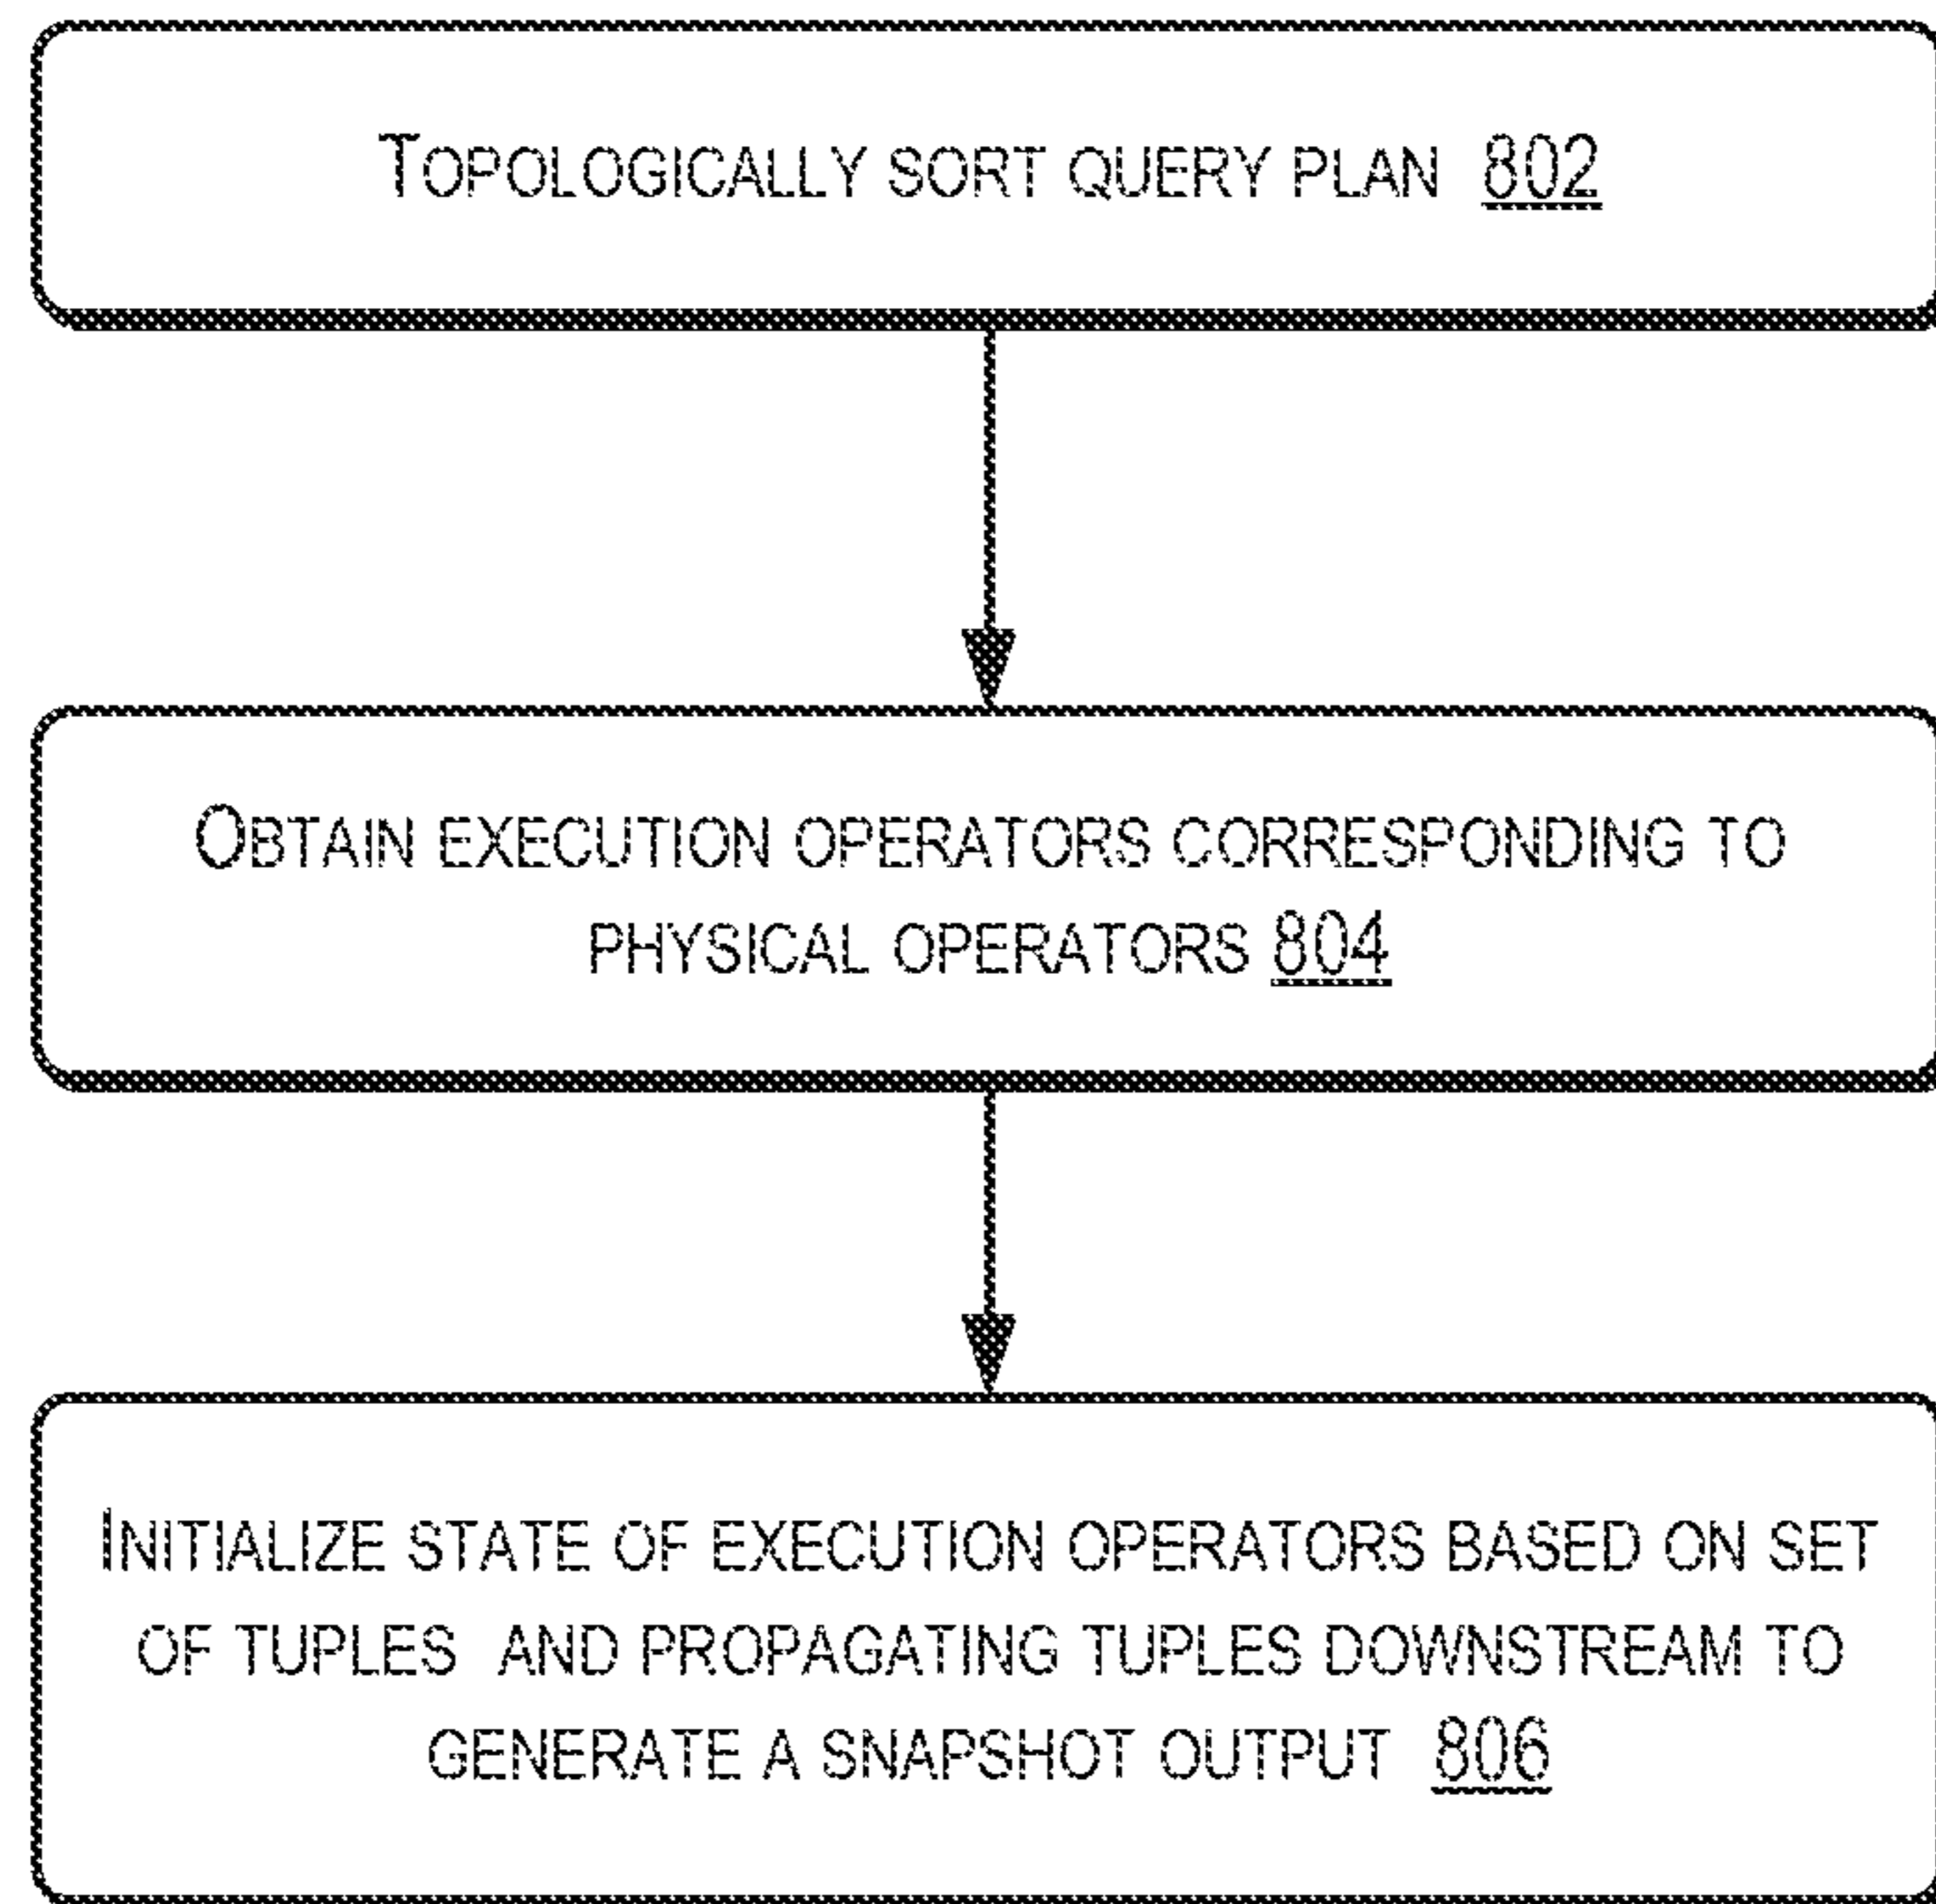 TOPOLOGICALLY SORT QUERY PLAN 802
OBTAIN EXECUTION OPERATORS CORRESPONDING TO
PHYSICAL OPERATORS 804
INITIALIZE STATE OF EXECUTION OPERATORS BASED ON SET
OF TUPLES AND PROPAGATING TUPLES DOWNSTREAM TO
GENERATE A SNAPSHOT OUTPUT 806